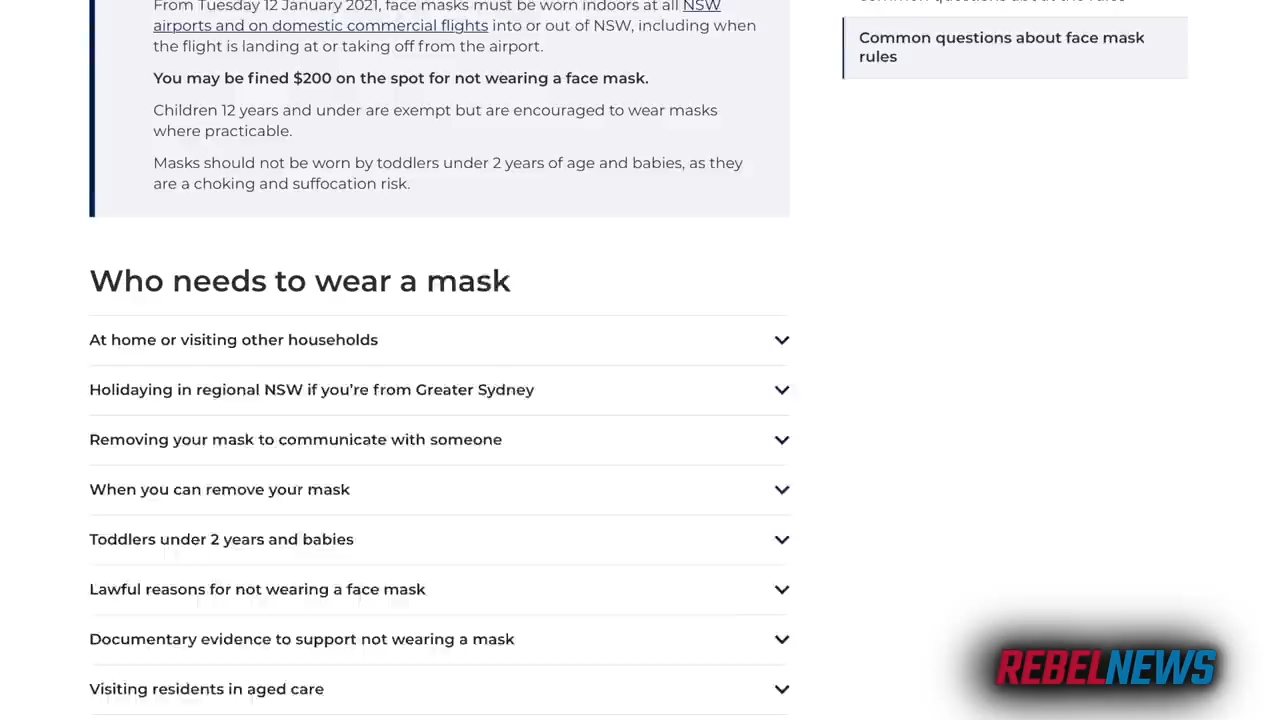 From Tuesday 12 January 2021, face masks must be worn indoors at all NSW
airports and on domestic commercial flights into or out of NSW, including when
the flight is landing at or taking off from the airport.
You may be fined $200 on the spot for not wearing a face mask.
Children 12 years and under are exempt but are encouraged to wear masks
where practicable.
Masks should not be worn by toddlers under 2 years of age and babies, as they
are a choking and suffocation risk.
common questions about the rules
Common questions about face mask
rules
Who needs to wear a mask
At home or visiting other households
Holidaying in regional NSW if you're from Greater Sydney
Removing your mask to communicate with someone
When you can remove your mask
Toddlers under 2 years and babies
Lawful reasons for not wearing a face mask
Documentary evidence to support not wearing a mask
Visiting residents in aged care
REBELNEWS